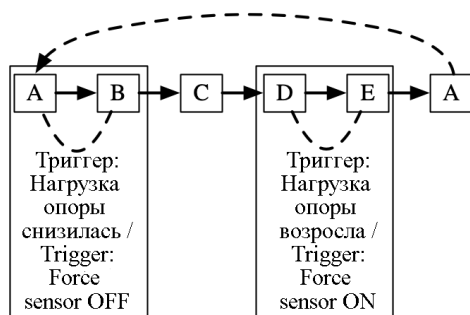 A B C D E A
Триггер:
Нагрузка
опоры
снизилась /
Trigger:
Force
sensor OFF
Триггер:
Нагрузка
опоры
возросла /
Trigger:
Force
sensor ON